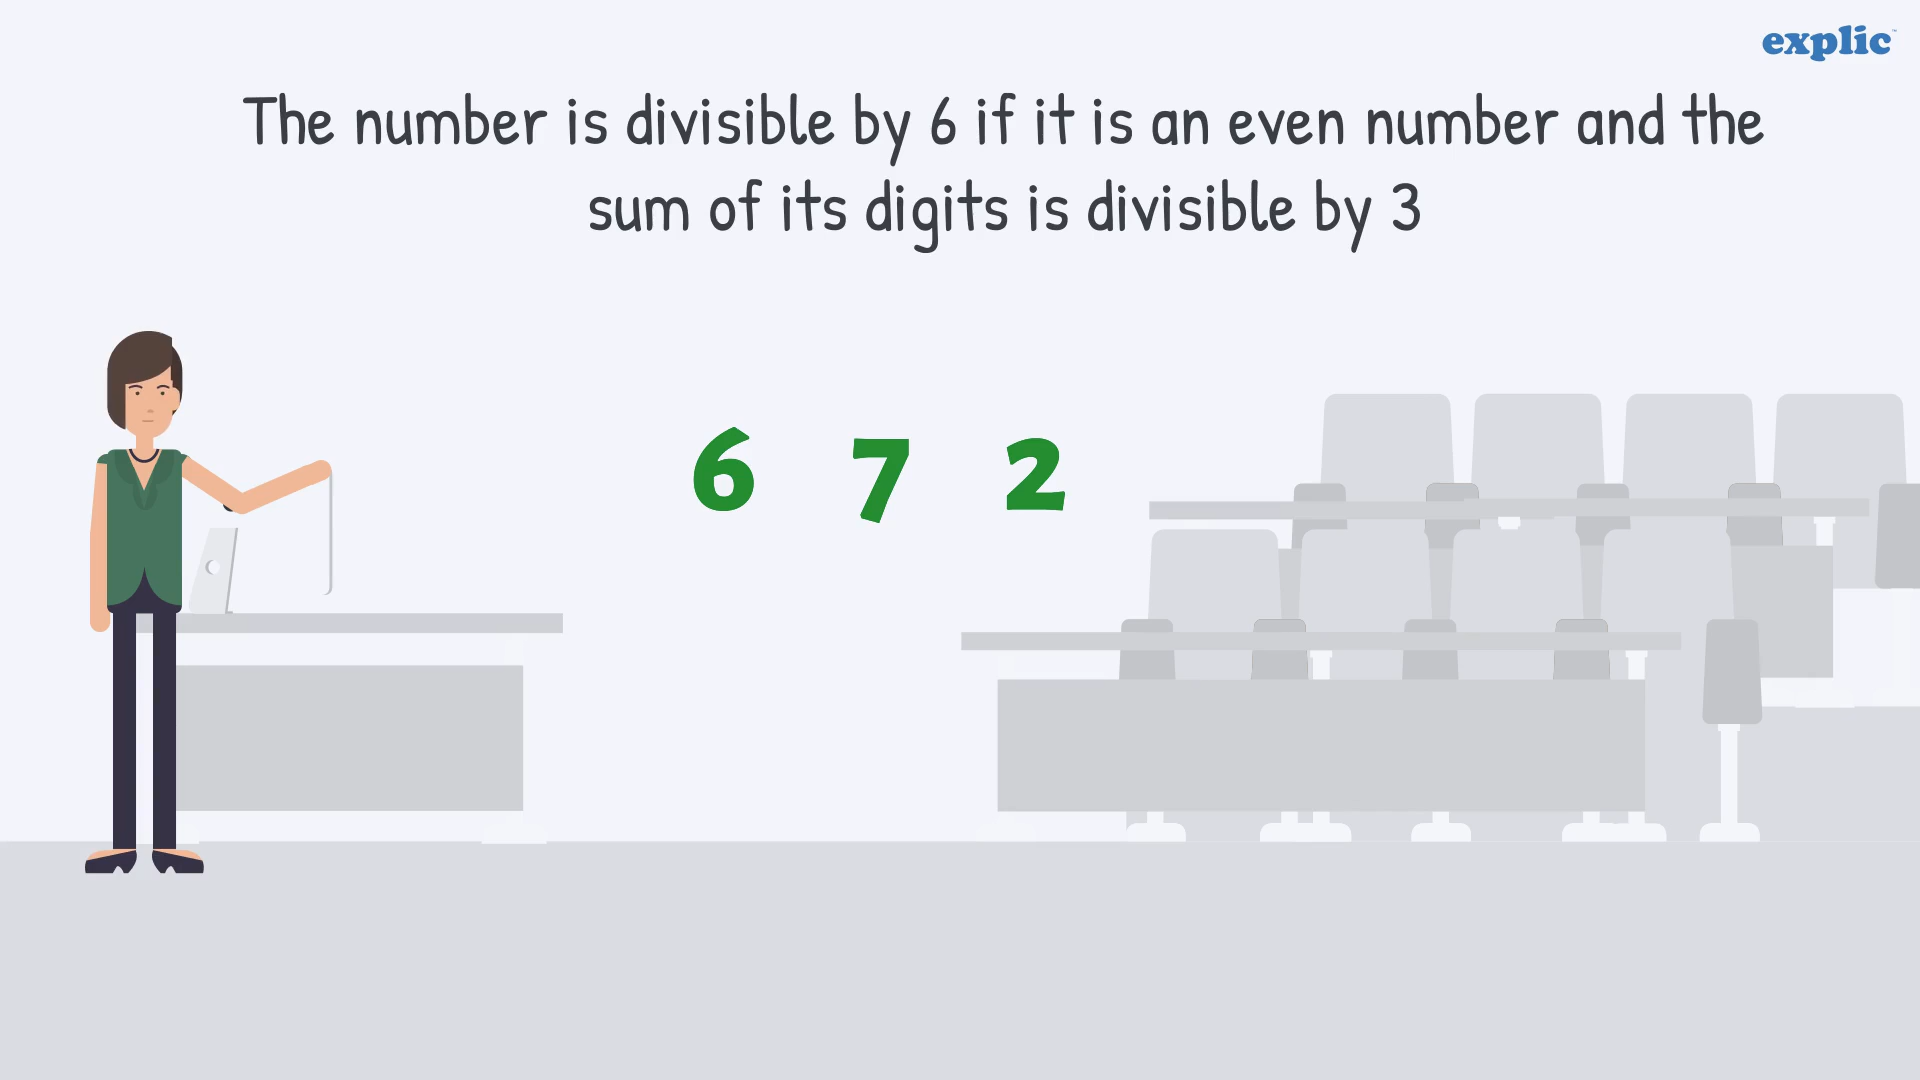 explic™
The number is divisible by 6 if it is an even number and the
sum of its digits is divisible by 3
6 7 2